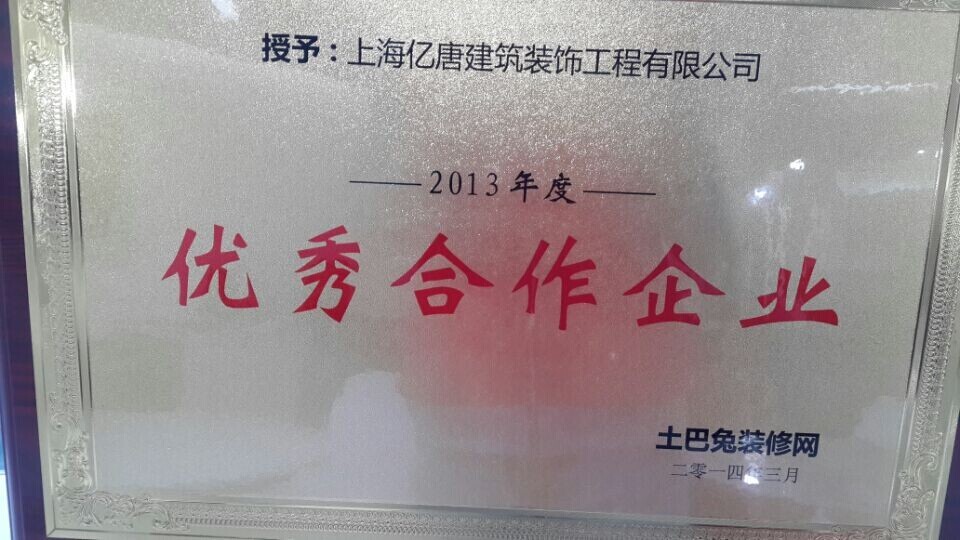 授予：上海亿唐建筑装饰工程有限公司
2013年度
优秀合作企业
土巴兔装修网
二零一四年三月